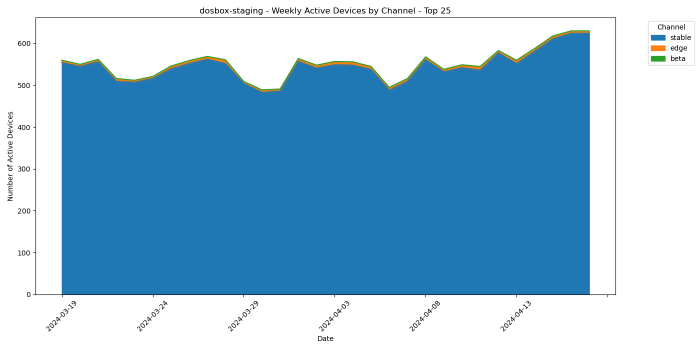 dosbox-staging - Weekly Active Devices by Channel - Top 25
Channel
stable
edge
beta
Number of Active Devices
600
500
400
300
200
100
0
2024-03-19
2024-03-24
2024-03-29
2024-04-03
2024-04-08
2024-04-13
Date